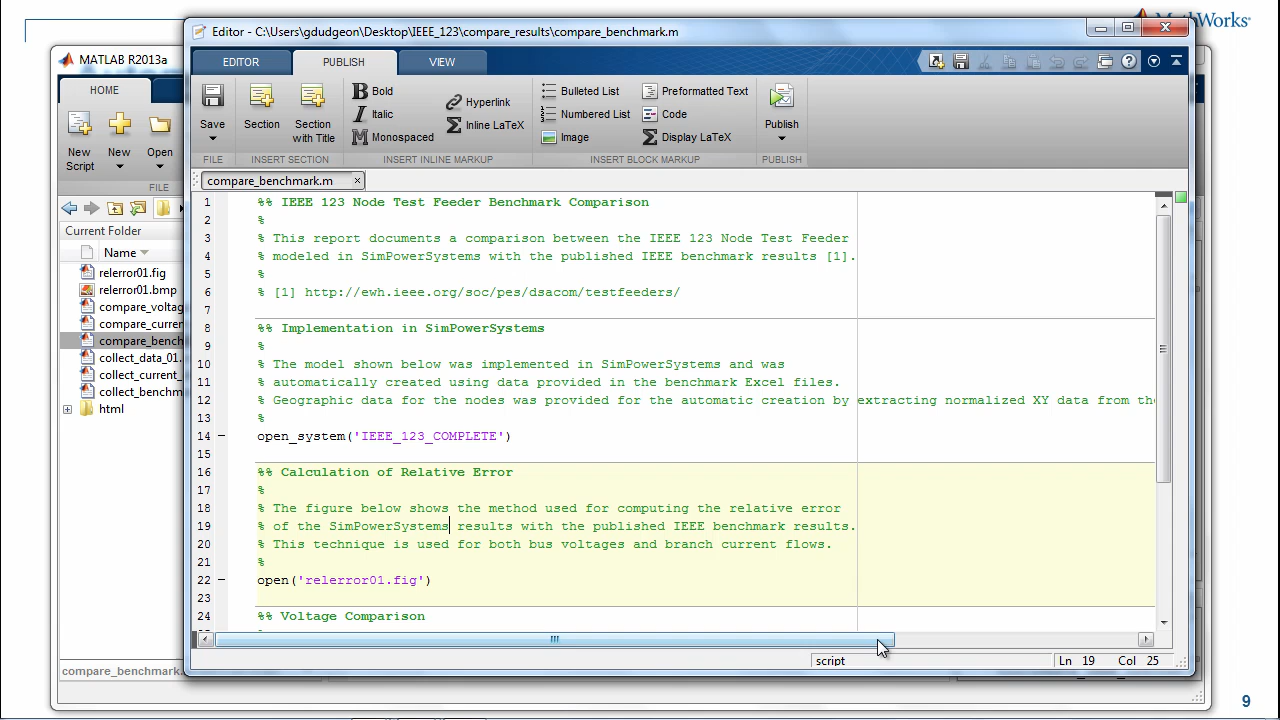 MathWorks®
MATLAB R2013a
HOME
New Script
New
Open
FILE
Current Folder
Name
relerror01.fig
relerror01.bmp
compare_voltag
compare_curren
compare_bench
collect_data_01.
collect_current_
collect_benchm
html
compare_benchmark.
Editor - C:\Users\gdudgeon\Desktop\IEEE_123\compare_results\compare_benchmark.m
EDITOR
PUBLISH
VIEW
Save
Section
Section with Title
Bold
Italic
Monospaced
Hyperlink
Inline LaTeX
Bulleted List
Numbered List
Image
Preformatted Text
Code
Display LaTeX
Publish
FILE
INSERT SECTION
INSERT INLINE MARKUP
INSERT BLOCK MARKUP
PUBLISH
compare_benchmark.m
1 %% IEEE 123 Node Test Feeder Benchmark Comparison
2 %
3 % This report documents a comparison between the IEEE 123 Node Test Feeder
4 % modeled in SimPowerSystems with the published IEEE benchmark results [1].
5 %
6 % [1] http://ewh.ieee.org/soc/pes/dsacom/testfeeders/
7
8 %% Implementation in SimPowerSystems
9 %
10 % The model shown below was implemented in SimPowerSystems and was
11 % automatically created using data provided in the benchmark Excel files.
12 % Geographic data for the nodes was provided for the automatic creation by extracting normalized XY data from the
13 %
14 open_system('IEEE_123_COMPLETE')
15
16 %% Calculation of Relative Error
17 %
18 % The figure below shows the method used for computing the relative error
19 % of the SimPowerSystems results with the published IEEE benchmark results.
20 % This technique is used for both bus voltages and branch current flows.
21 %
22 open('relerror01.fig')
23
24 %% Voltage Comparison
script
Ln 19 Col 25
9